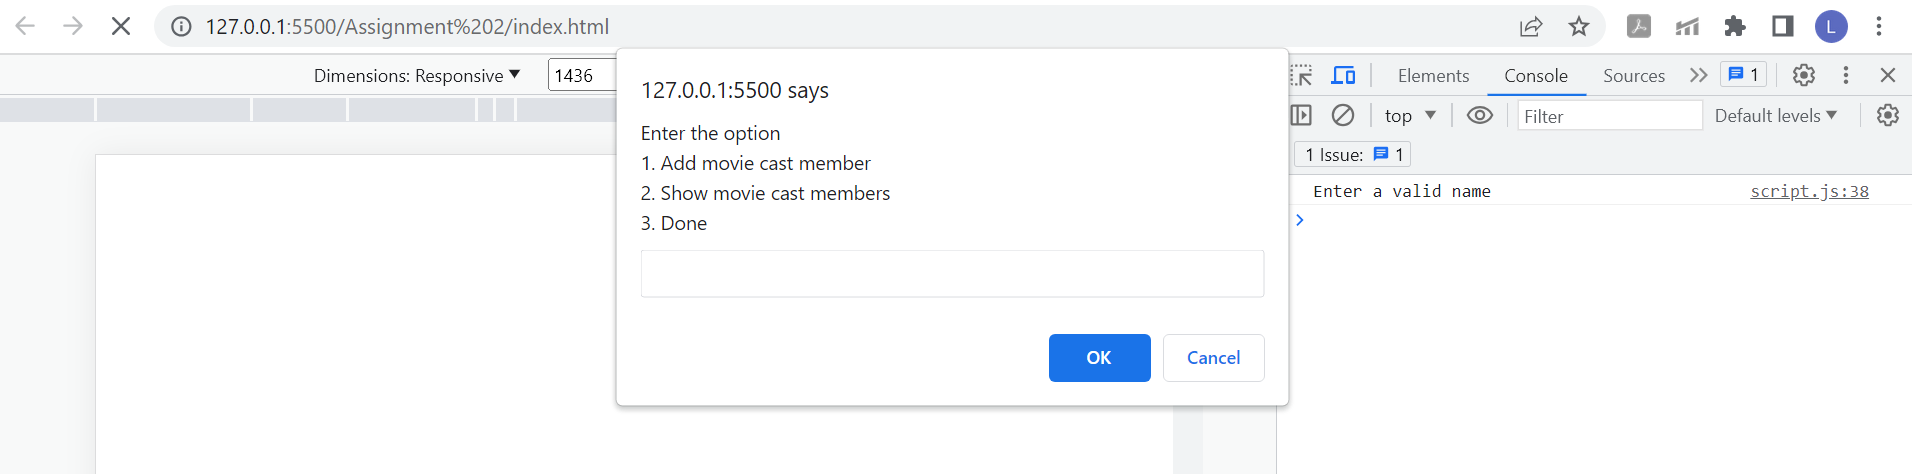 127.0.0.1:5500/Assignment%202/index.html
L
Dimensions: Responsive ▼ 1436
Elements Console Sources 1
top ▼ Filter Default levels ▼
1 Issue: 1
Enter a valid name script.js:38
127.0.0.1:5500 says
Enter the option
1. Add movie cast member
2. Show movie cast members
3. Done
OK Cancel